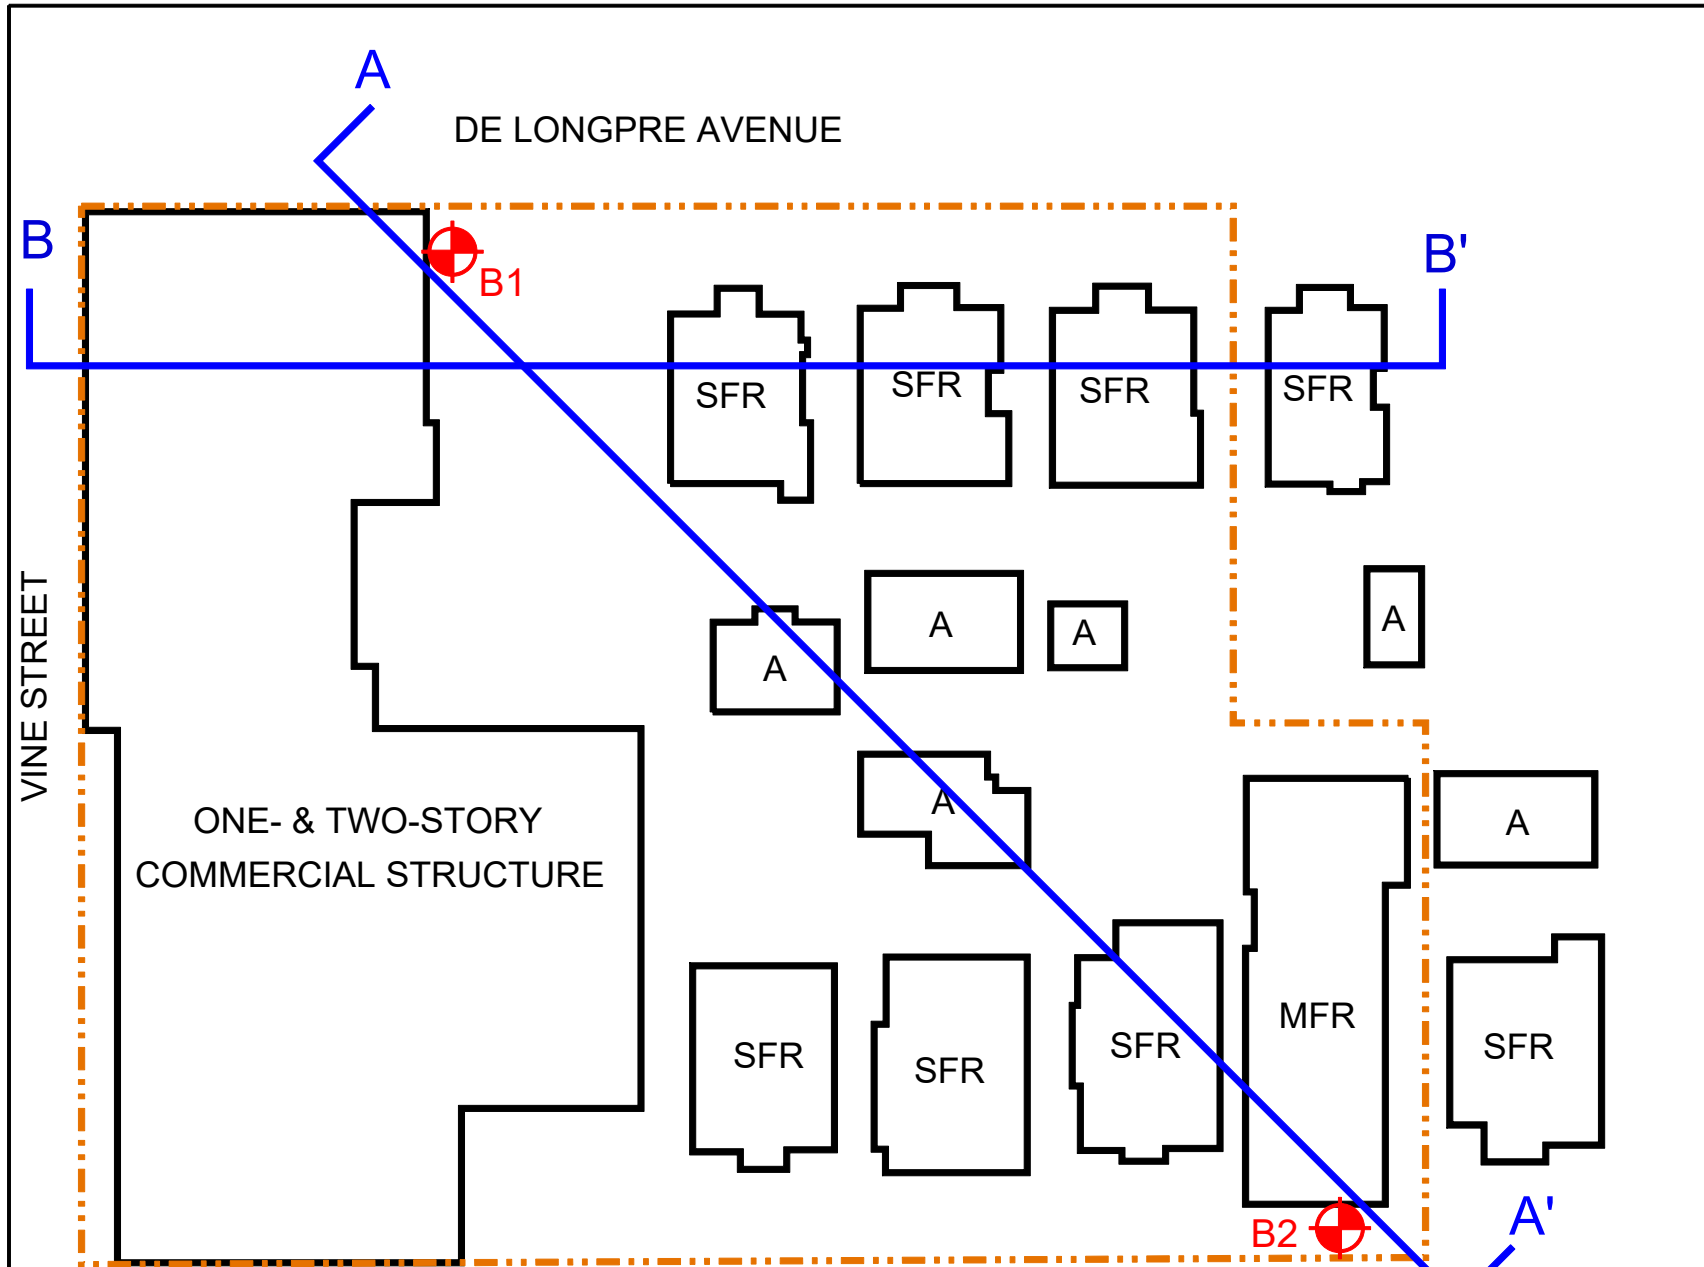 A
DE LONGPRE AVENUE
B
B'
B1
SFR
SFR
SFR
SFR
A
A
A
A
VINE STREET
A
A
ONE- & TWO-STORY
COMMERCIAL STRUCTURE
MFR
SFR
SFR
SFR
SFR
A'
B2